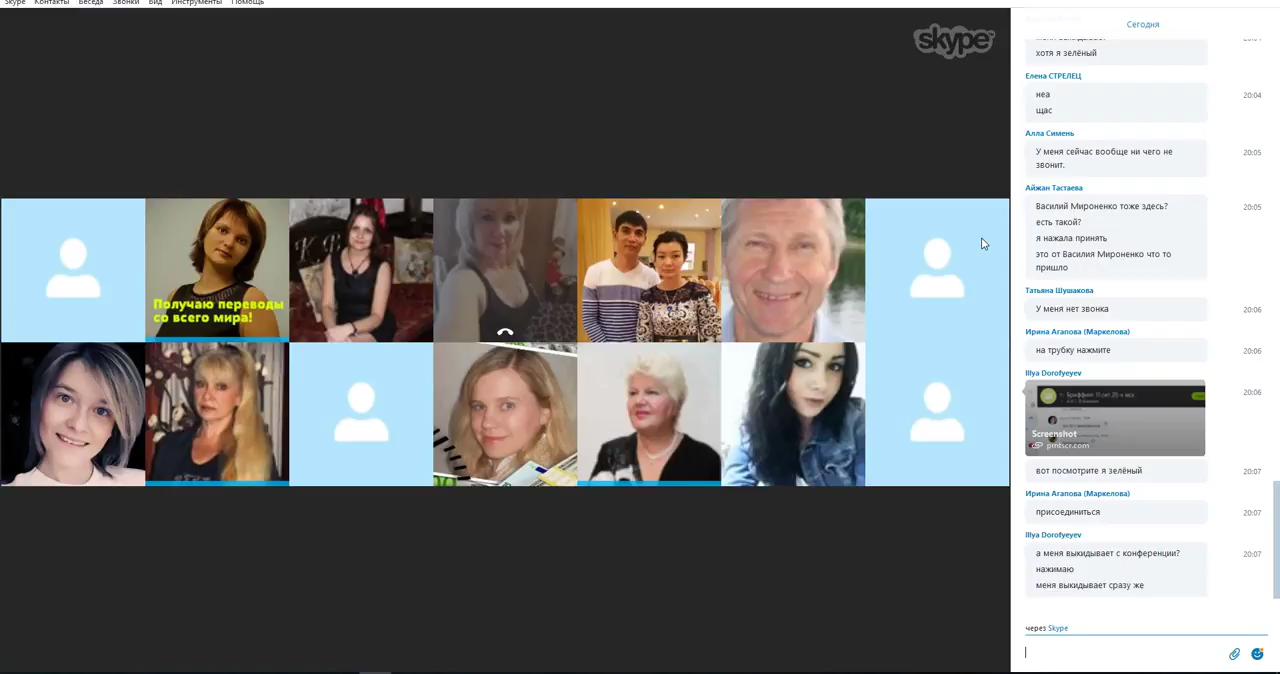 Skype Контакты Беседа Звонки Вид Инструменты Помощь
skype
Получаю переводы
со всего мира!
Сегодня
хотя я зелёный
Елена СТРЕЛЕЦ
неа
20:04
щас
Алла Симень
У меня сейчас вообще ни чего не
20:05
звонит.
Айжан Тастаева
Василий Мироненко тоже здесь?
20:05
есть такой?
я нажала принять
это от Василия Мироненко что то
пришло
Татьяна Шушакова
У меня нет звонка
20:06
Ирина Агапова (Маркелова)
на трубку нажмите
20:06
Illya Dorofyeyev
20:06
Screenshot
prntscr.com
вот посмотрите я зелёный
20:07
Ирина Агапова (Маркелова)
присоединиться
20:07
Illya Dorofyeyev
а меня выкидывает с конференции?
20:07
нажимаю
меня выкидывает сразу же
через Skype